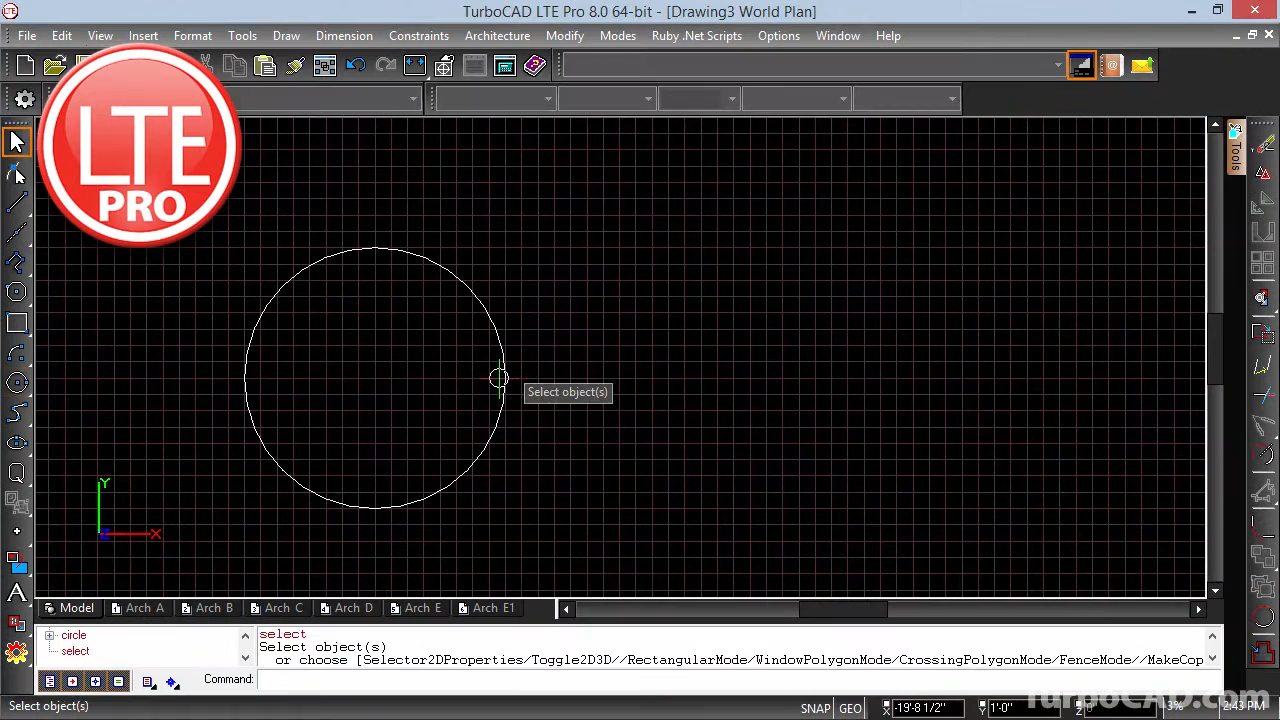 TurboCAD LTE Pro 8.0 64-bit - [Drawing3 World Plan]
File Edit View Insert Format Tools Draw Dimension Constraints Architecture Modify Modes Ruby .Net Scripts Options Window Help
LTE
PRO
Tools
Select object(s)
Y
Z X
Model Arch A Arch B Arch C Arch D Arch E Arch E1
circle
select
select
Select object(s)
or choose [Selector2DProperties/Toggle2D3D//RectangularMode/WindowPolygonMode/CrossingPolygonMode/FenceMode//MakeCop
Command:
Select object(s)
SNAP GEO X -19'-8 1/2" Y 1'-0" Z 0" 2:43 PM
TurboCAD.com